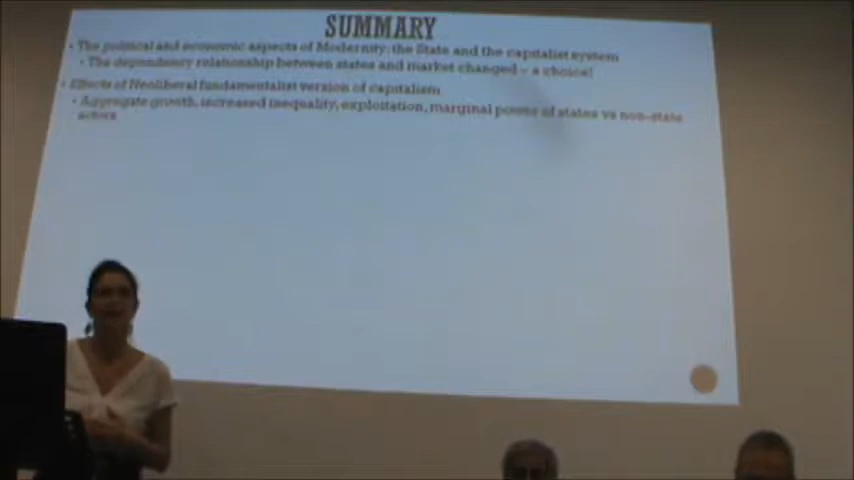 SUMMARY
• The political and economic aspects of Modernity: the State and the capitalist system
• The dependency relationship between states and market changed – a choice!
• Effects of Neoliberal fundamentalist version of capitalism
• Aggregate growth, increased inequality, exploitation, marginal power of states vs non-state
actors